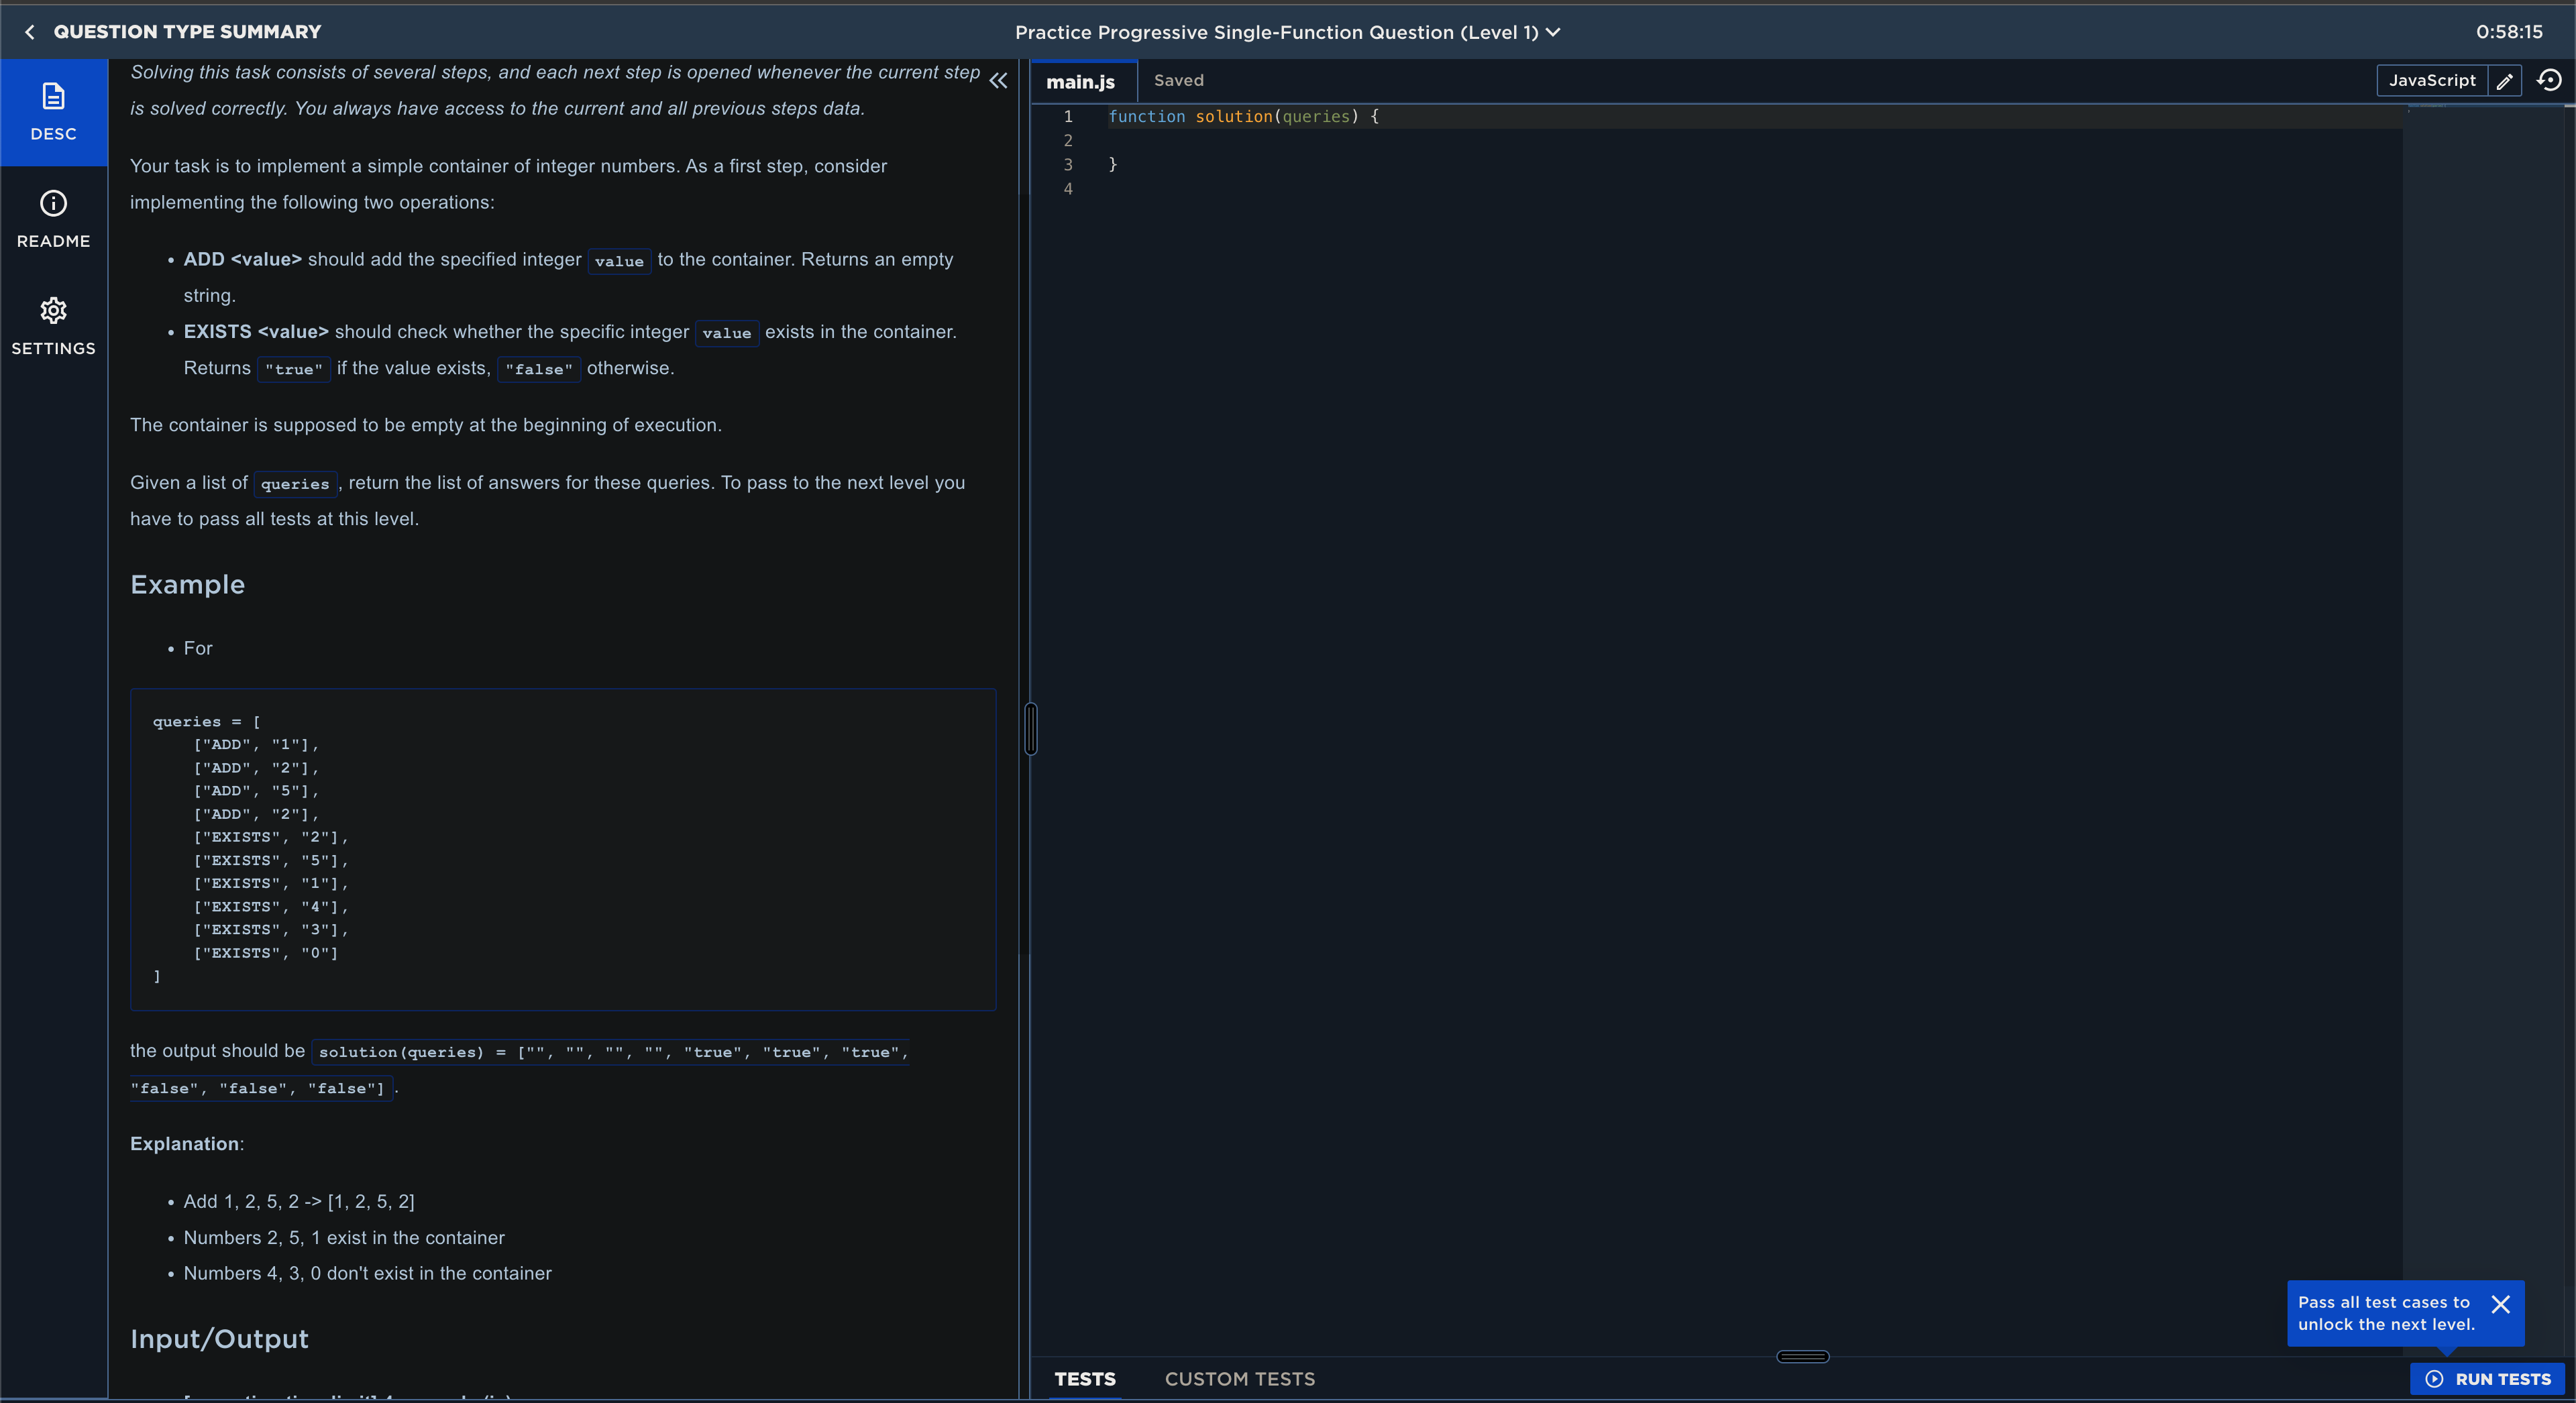 QUESTION TYPE SUMMARY
Practice Progressive Single-Function Question (Level 1)
0:58:15
DESC
README
SETTINGS
Solving this task consists of several steps, and each next step is opened whenever the current step
is solved correctly. You always have access to the current and all previous steps data.
Your task is to implement a simple container of integer numbers. As a first step, consider
implementing the following two operations:
• ADD <value> should add the specified integer value to the container. Returns an empty
string.
• EXISTS <value> should check whether the specific integer value exists in the container.
Returns "true" if the value exists, "false" otherwise.
The container is supposed to be empty at the beginning of execution.
Given a list of queries, return the list of answers for these queries. To pass to the next level you
have to pass all tests at this level.
Example
• For
queries = [
["ADD", "1"],
["ADD", "2"],
["ADD", "5"],
["ADD", "2"],
["EXISTS", "2"],
["EXISTS", "5"],
["EXISTS", "1"],
["EXISTS", "4"],
["EXISTS", "3"],
["EXISTS", "0"]
]
the output should be solution(queries) = ["", "", "", "", "true", "true", "true",
"false", "false", "false"].
Explanation:
• Add 1, 2, 5, 2 -> [1, 2, 5, 2]
• Numbers 2, 5, 1 exist in the container
• Numbers 4, 3, 0 don't exist in the container
Input/Output
main.js
Saved
JavaScript
1 function solution(queries) {
2
3 }
4
Pass all test cases to
unlock the next level.
TESTS
CUSTOM TESTS
RUN TESTS